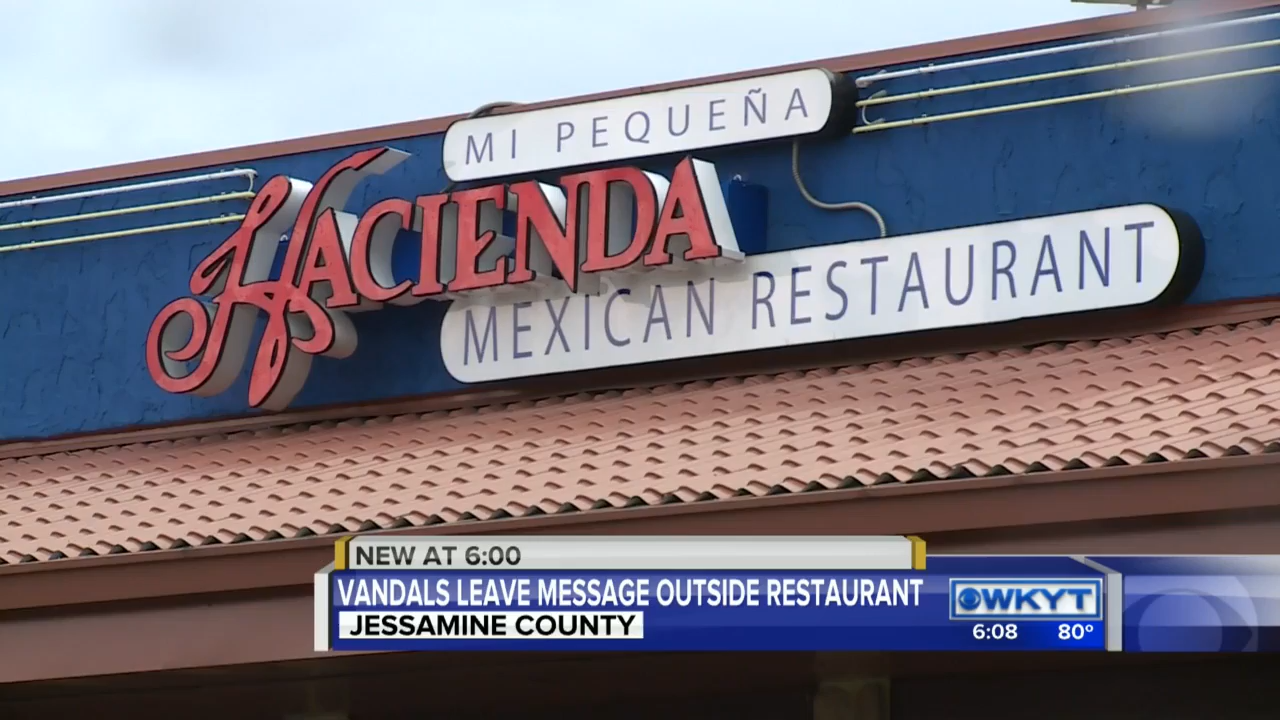 MI PEQUEÑA
HACIENDA
MEXICAN RESTAURANT
NEW AT 6:00
VANDALS LEAVE MESSAGE OUTSIDE RESTAURANT
JESSAMINE COUNTY
WKYT
6:08 80°